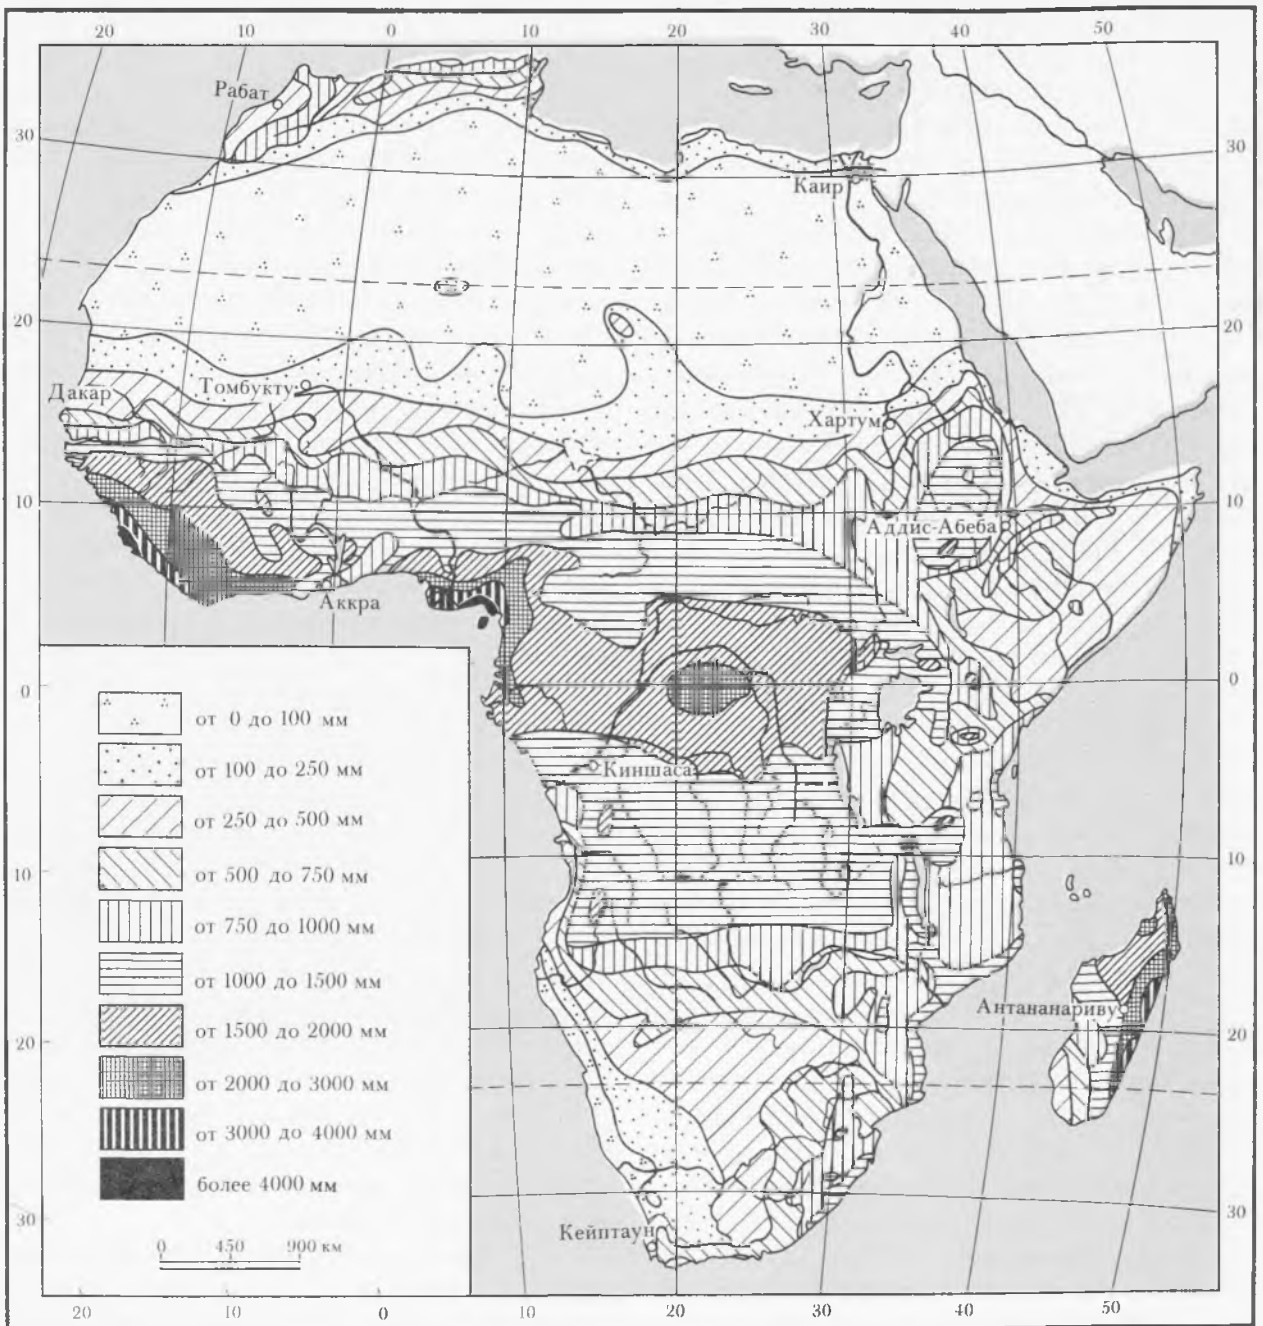 20 10 0 10 20 30 40 50
Рабат
30 30
Каир
20 20
Дакар Томбукту
Хартум
10 10
Аддис-Абеба
Аккра
0 0
от 0 до 100 мм
от 100 до 250 мм
Киншаса
от 250 до 500 мм
от 500 до 750 мм
10 10
от 750 до 1000 мм
от 1000 до 1500 мм
Антананариву
от 1500 до 2000 мм
20 20
от 2000 до 3000 мм
от 3000 до 4000 мм
более 4000 мм
30 30
Кейптаун
0 450 900 км
20 10 0 10 20 30 40 50